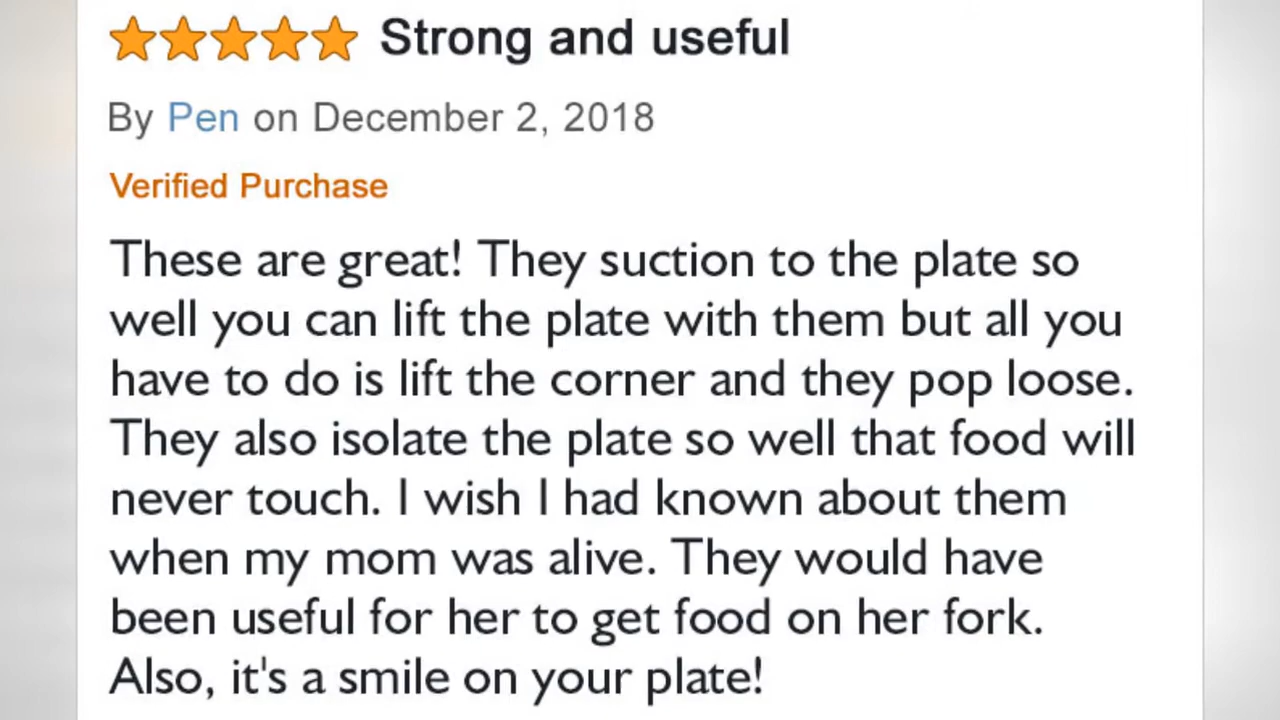 Strong and useful
By Pen on December 2, 2018
Verified Purchase
These are great! They suction to the plate so
well you can lift the plate with them but all you
have to do is lift the corner and they pop loose.
They also isolate the plate so well that food will
never touch. I wish I had known about them
when my mom was alive. They would have
been useful for her to get food on her fork.
Also, it's a smile on your plate!